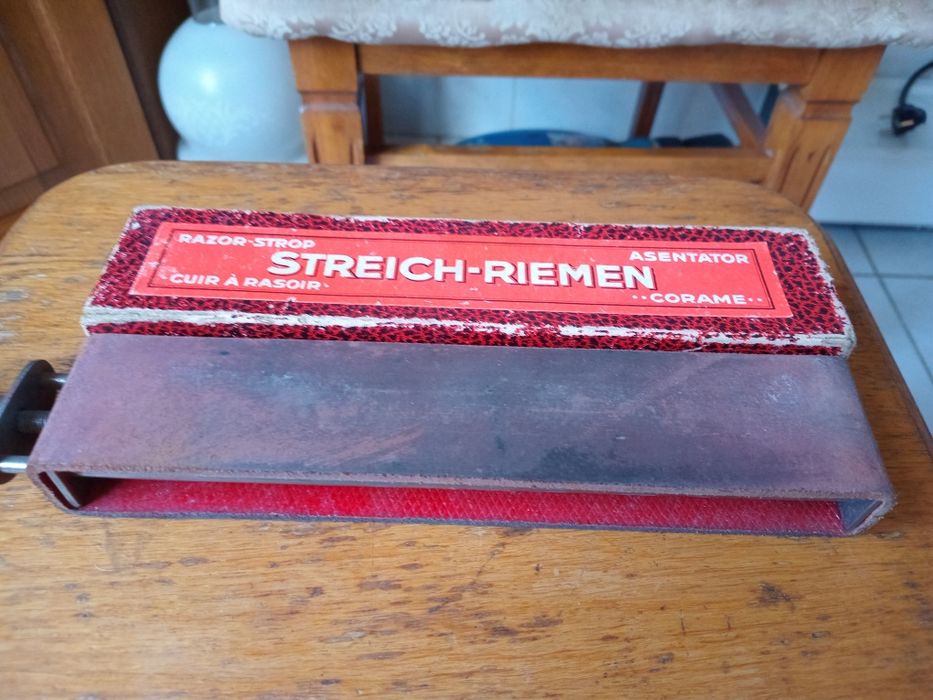 RAZOR-STROP
ASENTATOR
STREICH-RIEMEN
CUIR À RASOIR
··CORAME··